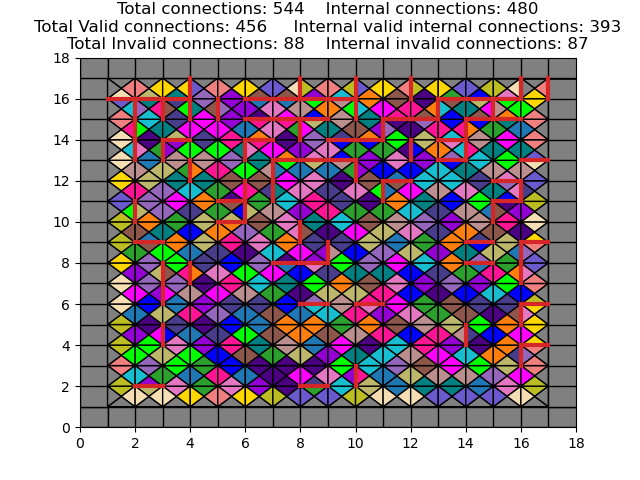 Total connections: 544    Internal connections: 480
Total Valid connections: 456     Internal valid internal connections: 393
Total Invalid connections: 88    Internal invalid connections: 87
18
16
14
12
10
8
6
4
2
0
0 2 4 6 8 10 12 14 16 18